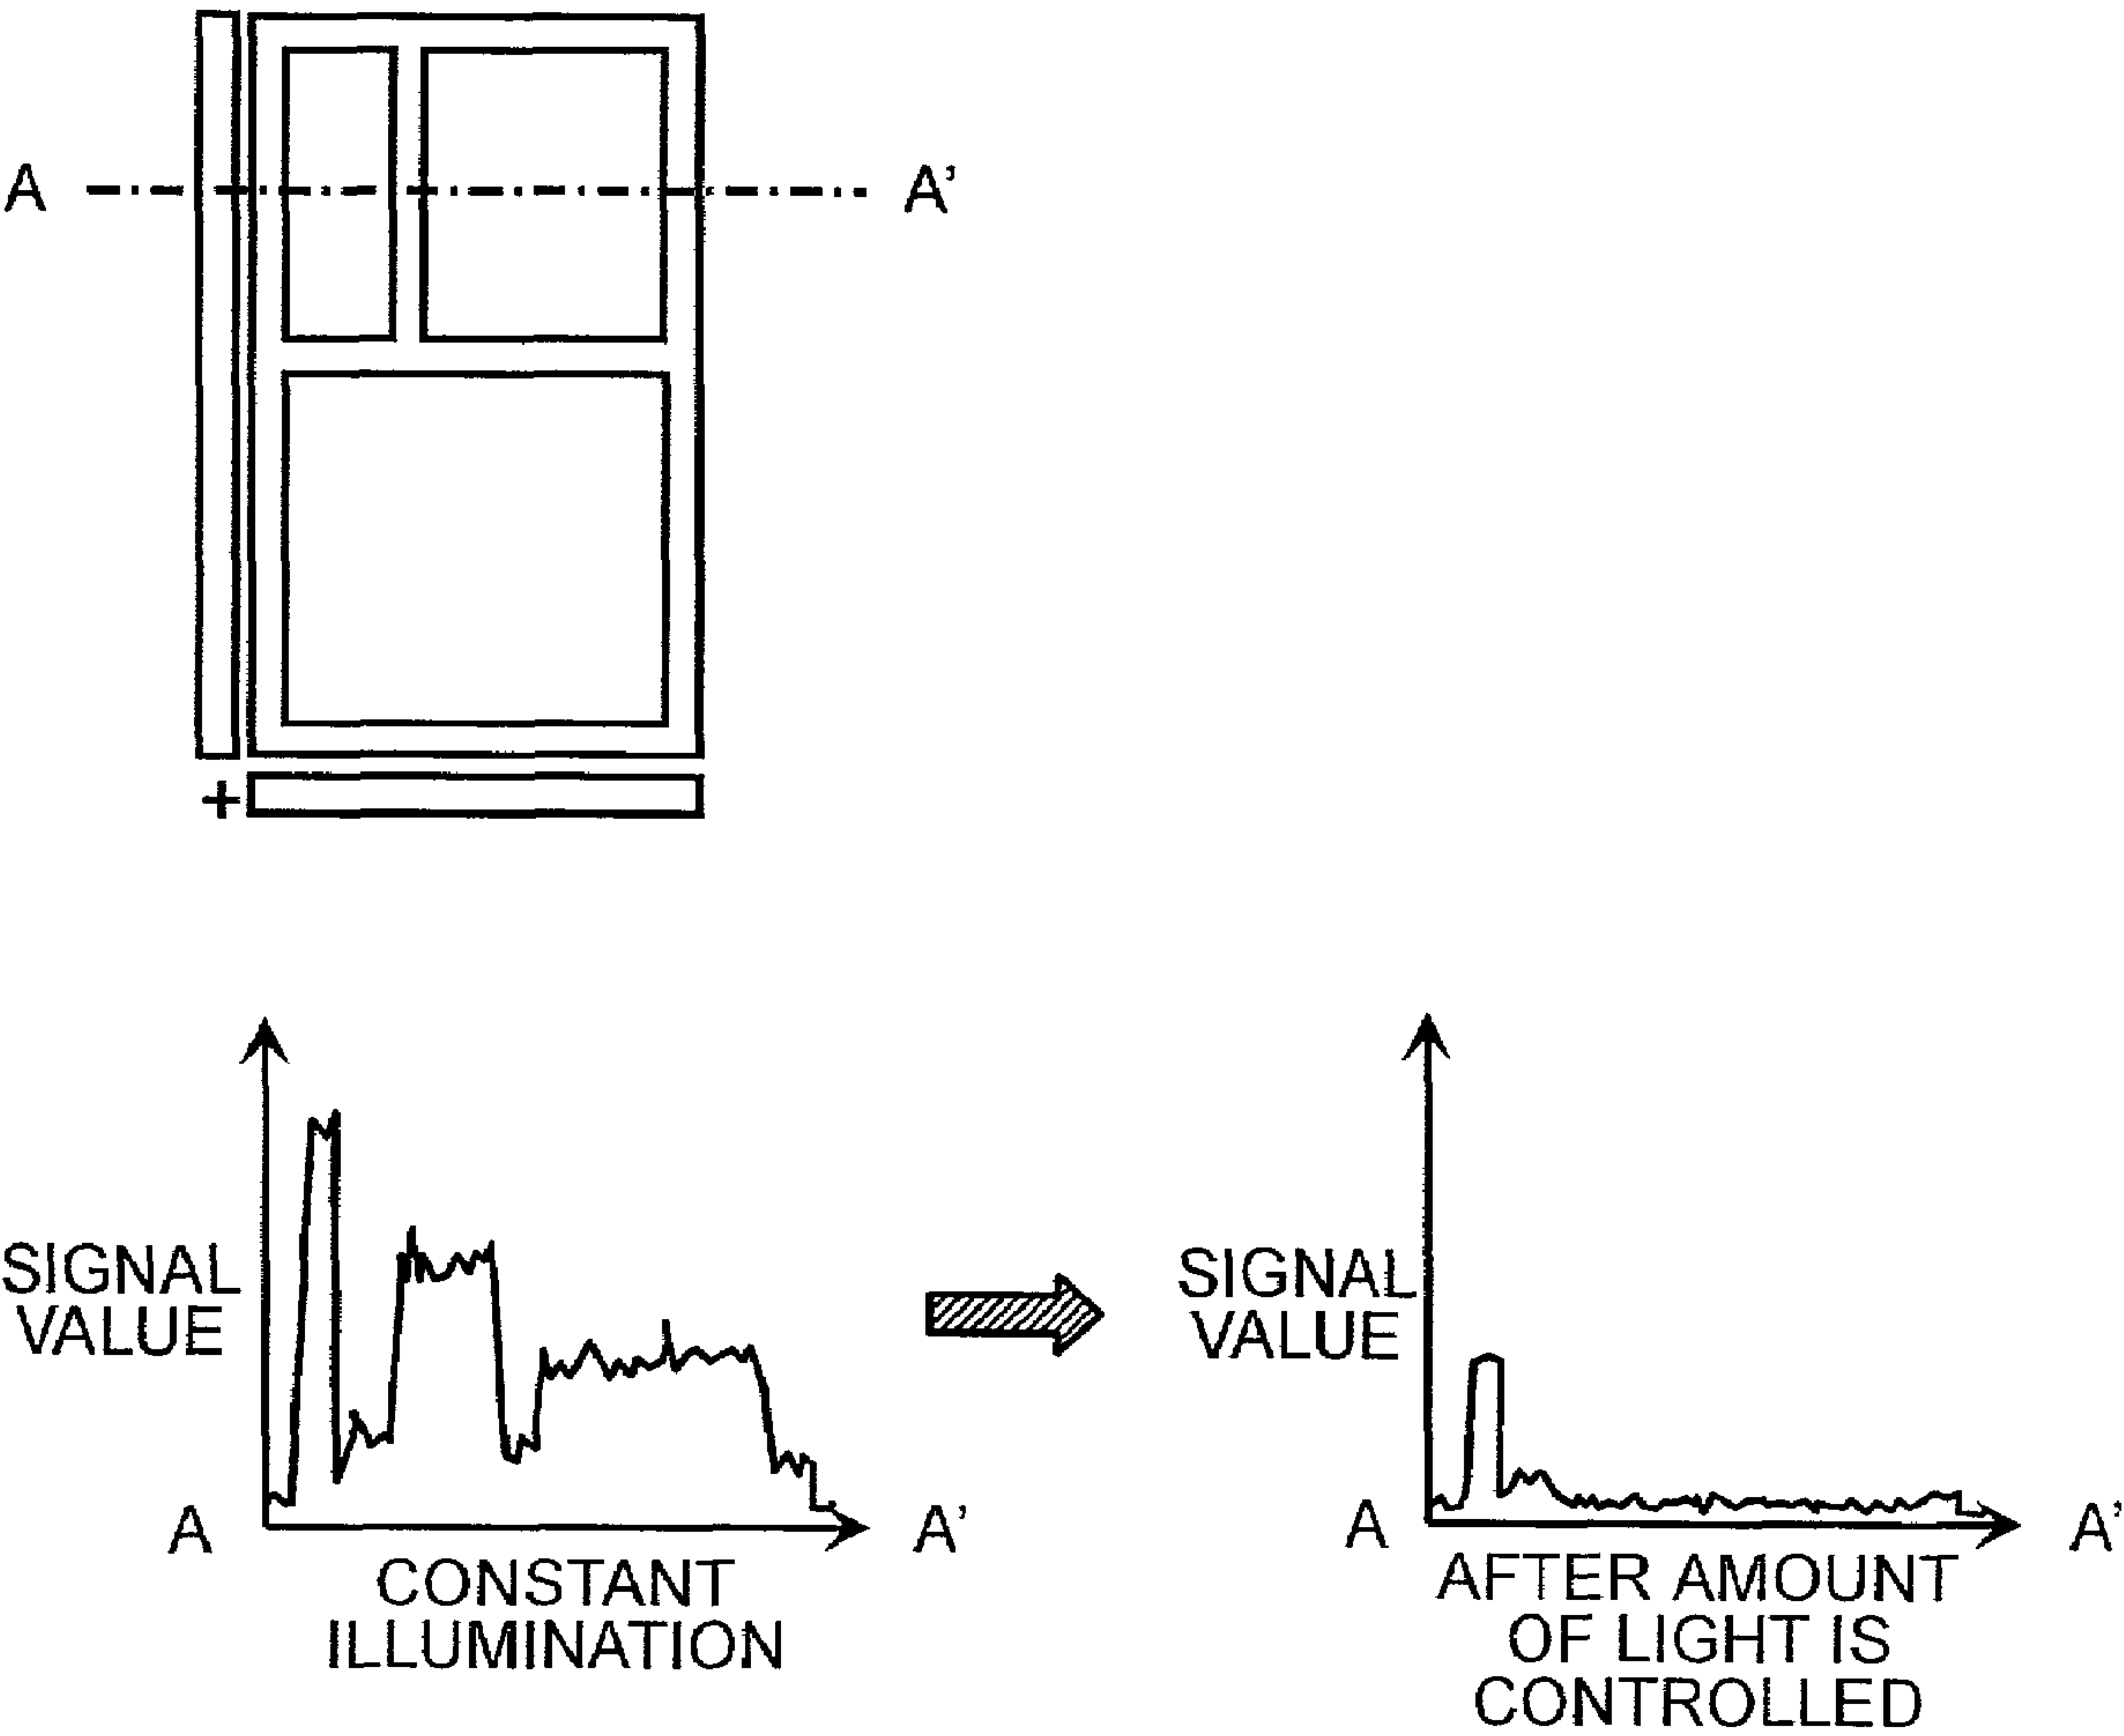 A A'
+
SIGNAL
VALUE
A A'
CONSTANT
ILLUMINATION
SIGNAL
VALUE
A A'
AFTER AMOUNT
OF LIGHT IS
CONTROLLED